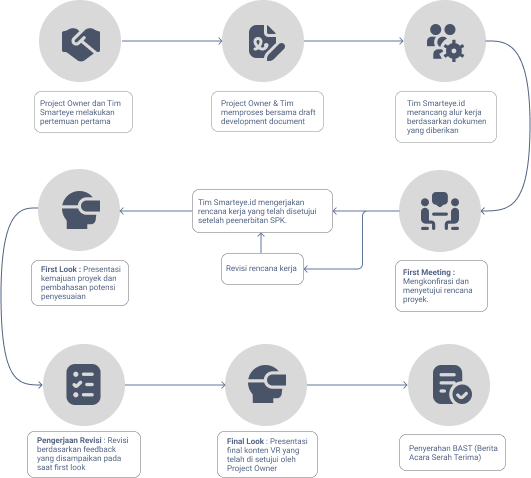 Project Owner dan Tim
Smarteye melakukan
pertemuan pertama
Project Owner & Tim
memproses bersama draft
development document
Tim Smarteye.id
merancang alur kerja
berdasarkan dokumen
yang diberikan
First Look : Presentasi
kemajuan proyek dan
pembahasan potensi
penyesuaian
Tim Smarteye.id mengerjakan
rencana kerja yang telah disetujui
setelah peenerbitan SPK.
Revisi rencana kerja
First Meeting :
Mengkonfirasi dan
menyetujui rencana
proyek.
Pengerjaan Revisi : Revisi
berdasarkan feedback
yang disampaikan pada
saat first look
Final Look : Presentasi
final konten VR yang
telah di setujui oleh
Project Owner
Penyerahan BAST (Berita
Acara Serah Terima)